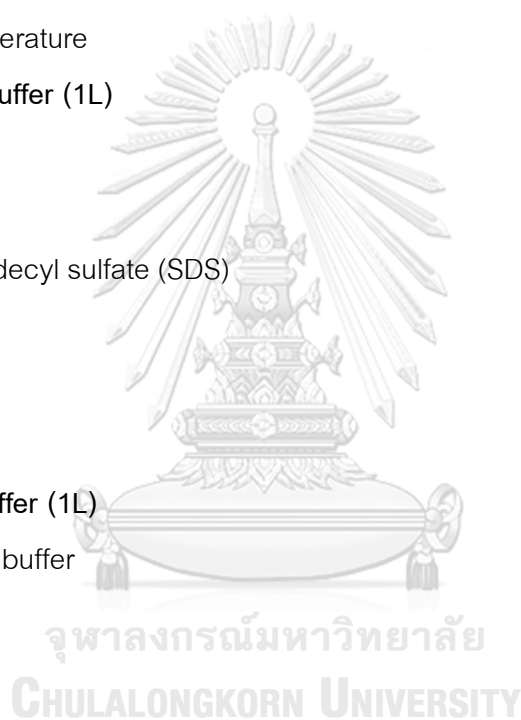 erature
uffer (1L)
decyl sulfate (SDS)
ffer (1L)
buffer
จุฬาลงกรณ์มหาวิทยาลัย
CHULALONGKORN UNIVERSITY